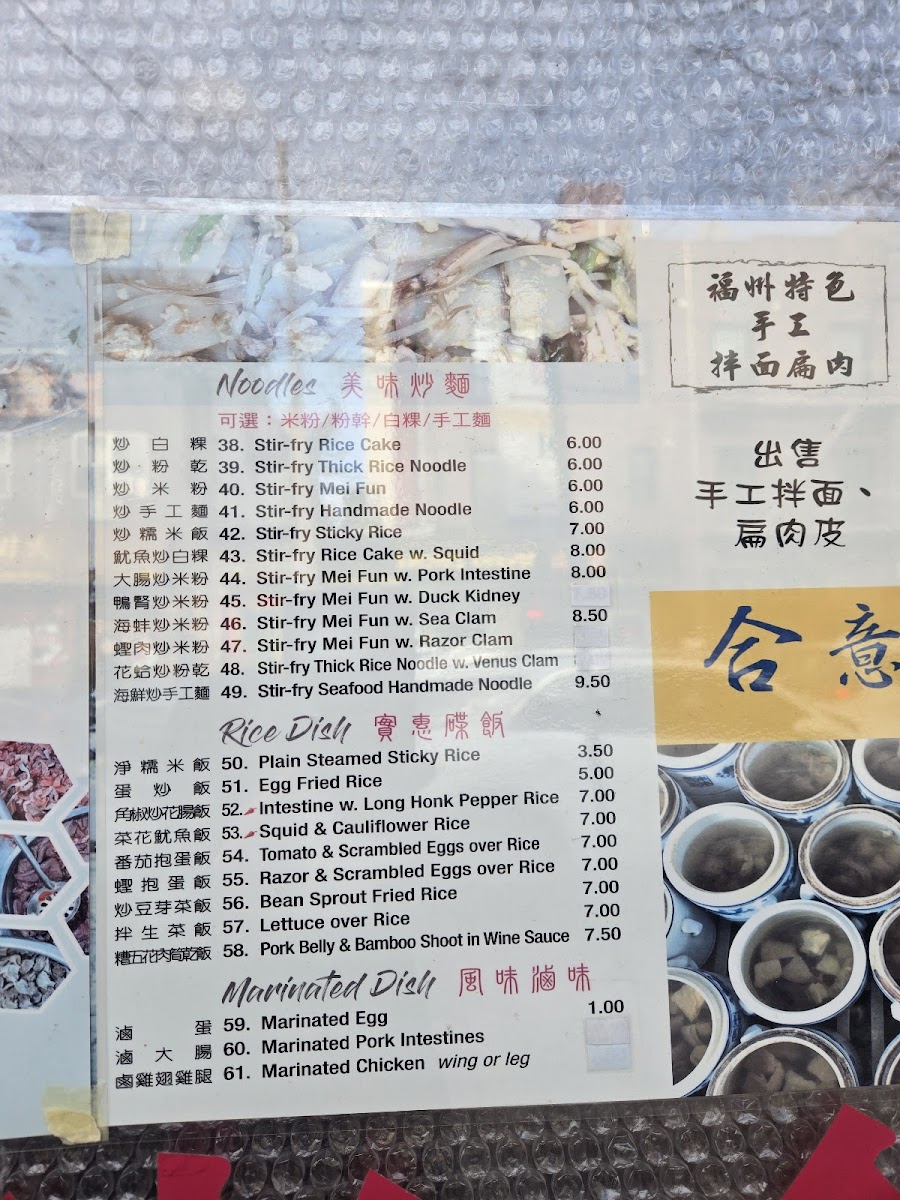 Noodles 美味炒麵
可選：米粉/粉幹/白粿/手工麵
炒白粿 38. Stir-fry Rice Cake 6.00
炒粉乾 39. Stir-fry Thick Rice Noodle 6.00
炒米粉 40. Stir-fry Mei Fun 6.00
炒手工麵 41. Stir-fry Handmade Noodle 6.00
炒糯米飯 42. Stir-fry Sticky Rice 7.00
魷魚炒白粿 43. Stir-fry Rice Cake w. Squid 8.00
大腸炒米粉 44. Stir-fry Mei Fun w. Pork Intestine 8.00
鴨腎炒米粉 45. Stir-fry Mei Fun w. Duck Kidney
海蚌炒米粉 46. Stir-fry Mei Fun w. Sea Clam 8.50
蟶肉炒米粉 47. Stir-fry Mei Fun w. Razor Clam
花蛤炒粉乾 48. Stir-fry Thick Rice Noodle w. Venus Clam
海鮮炒手工麵 49. Stir-fry Seafood Handmade Noodle 9.50
Rice Dish 實惠碟飯
淨糯米飯 50. Plain Steamed Sticky Rice 3.50
蛋炒飯 51. Egg Fried Rice 5.00
角椒炒花腸飯 52. Intestine w. Long Honk Pepper Rice 7.00
菜花魷魚飯 53. Squid & Cauliflower Rice 7.00
番茄抱蛋飯 54. Tomato & Scrambled Eggs over Rice 7.00
蟶抱蛋飯 55. Razor & Scrambled Eggs over Rice 7.00
炒豆芽菜飯 56. Bean Sprout Fried Rice 7.00
拌生菜飯 57. Lettuce over Rice 7.00
糟五花肉筍乾飯 58. Pork Belly & Bamboo Shoot in Wine Sauce 7.50
Marinated Dish 風味滷味
滷蛋 59. Marinated Egg 1.00
滷大腸 60. Marinated Pork Intestines
鹵雞翅雞腿 61. Marinated Chicken wing or leg
福州特色
手工
拌面扁肉
出售
手工拌面、
扁肉皮
合意